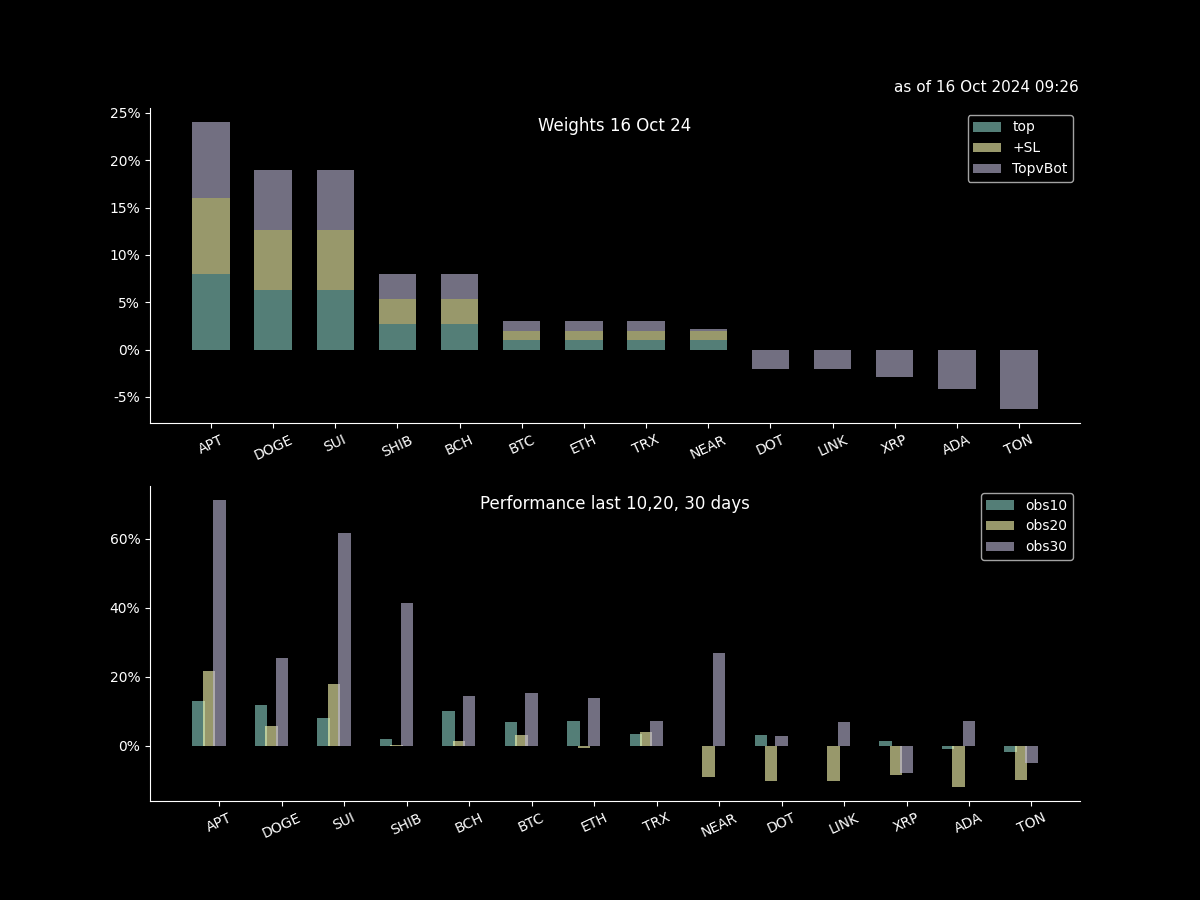 as of 16 Oct 2024 09:26
Weights 16 Oct 24
top
+SL
TopvBot
25%
20%
15%
10%
5%
0%
-5%
APT DOGE SUI SHIB BCH BTC ETH TRX NEAR DOT LINK XRP ADA TON
Performance last 10,20, 30 days
obs10
obs20
obs30
60%
40%
20%
0%
APT DOGE SUI SHIB BCH BTC ETH TRX NEAR DOT LINK XRP ADA TON